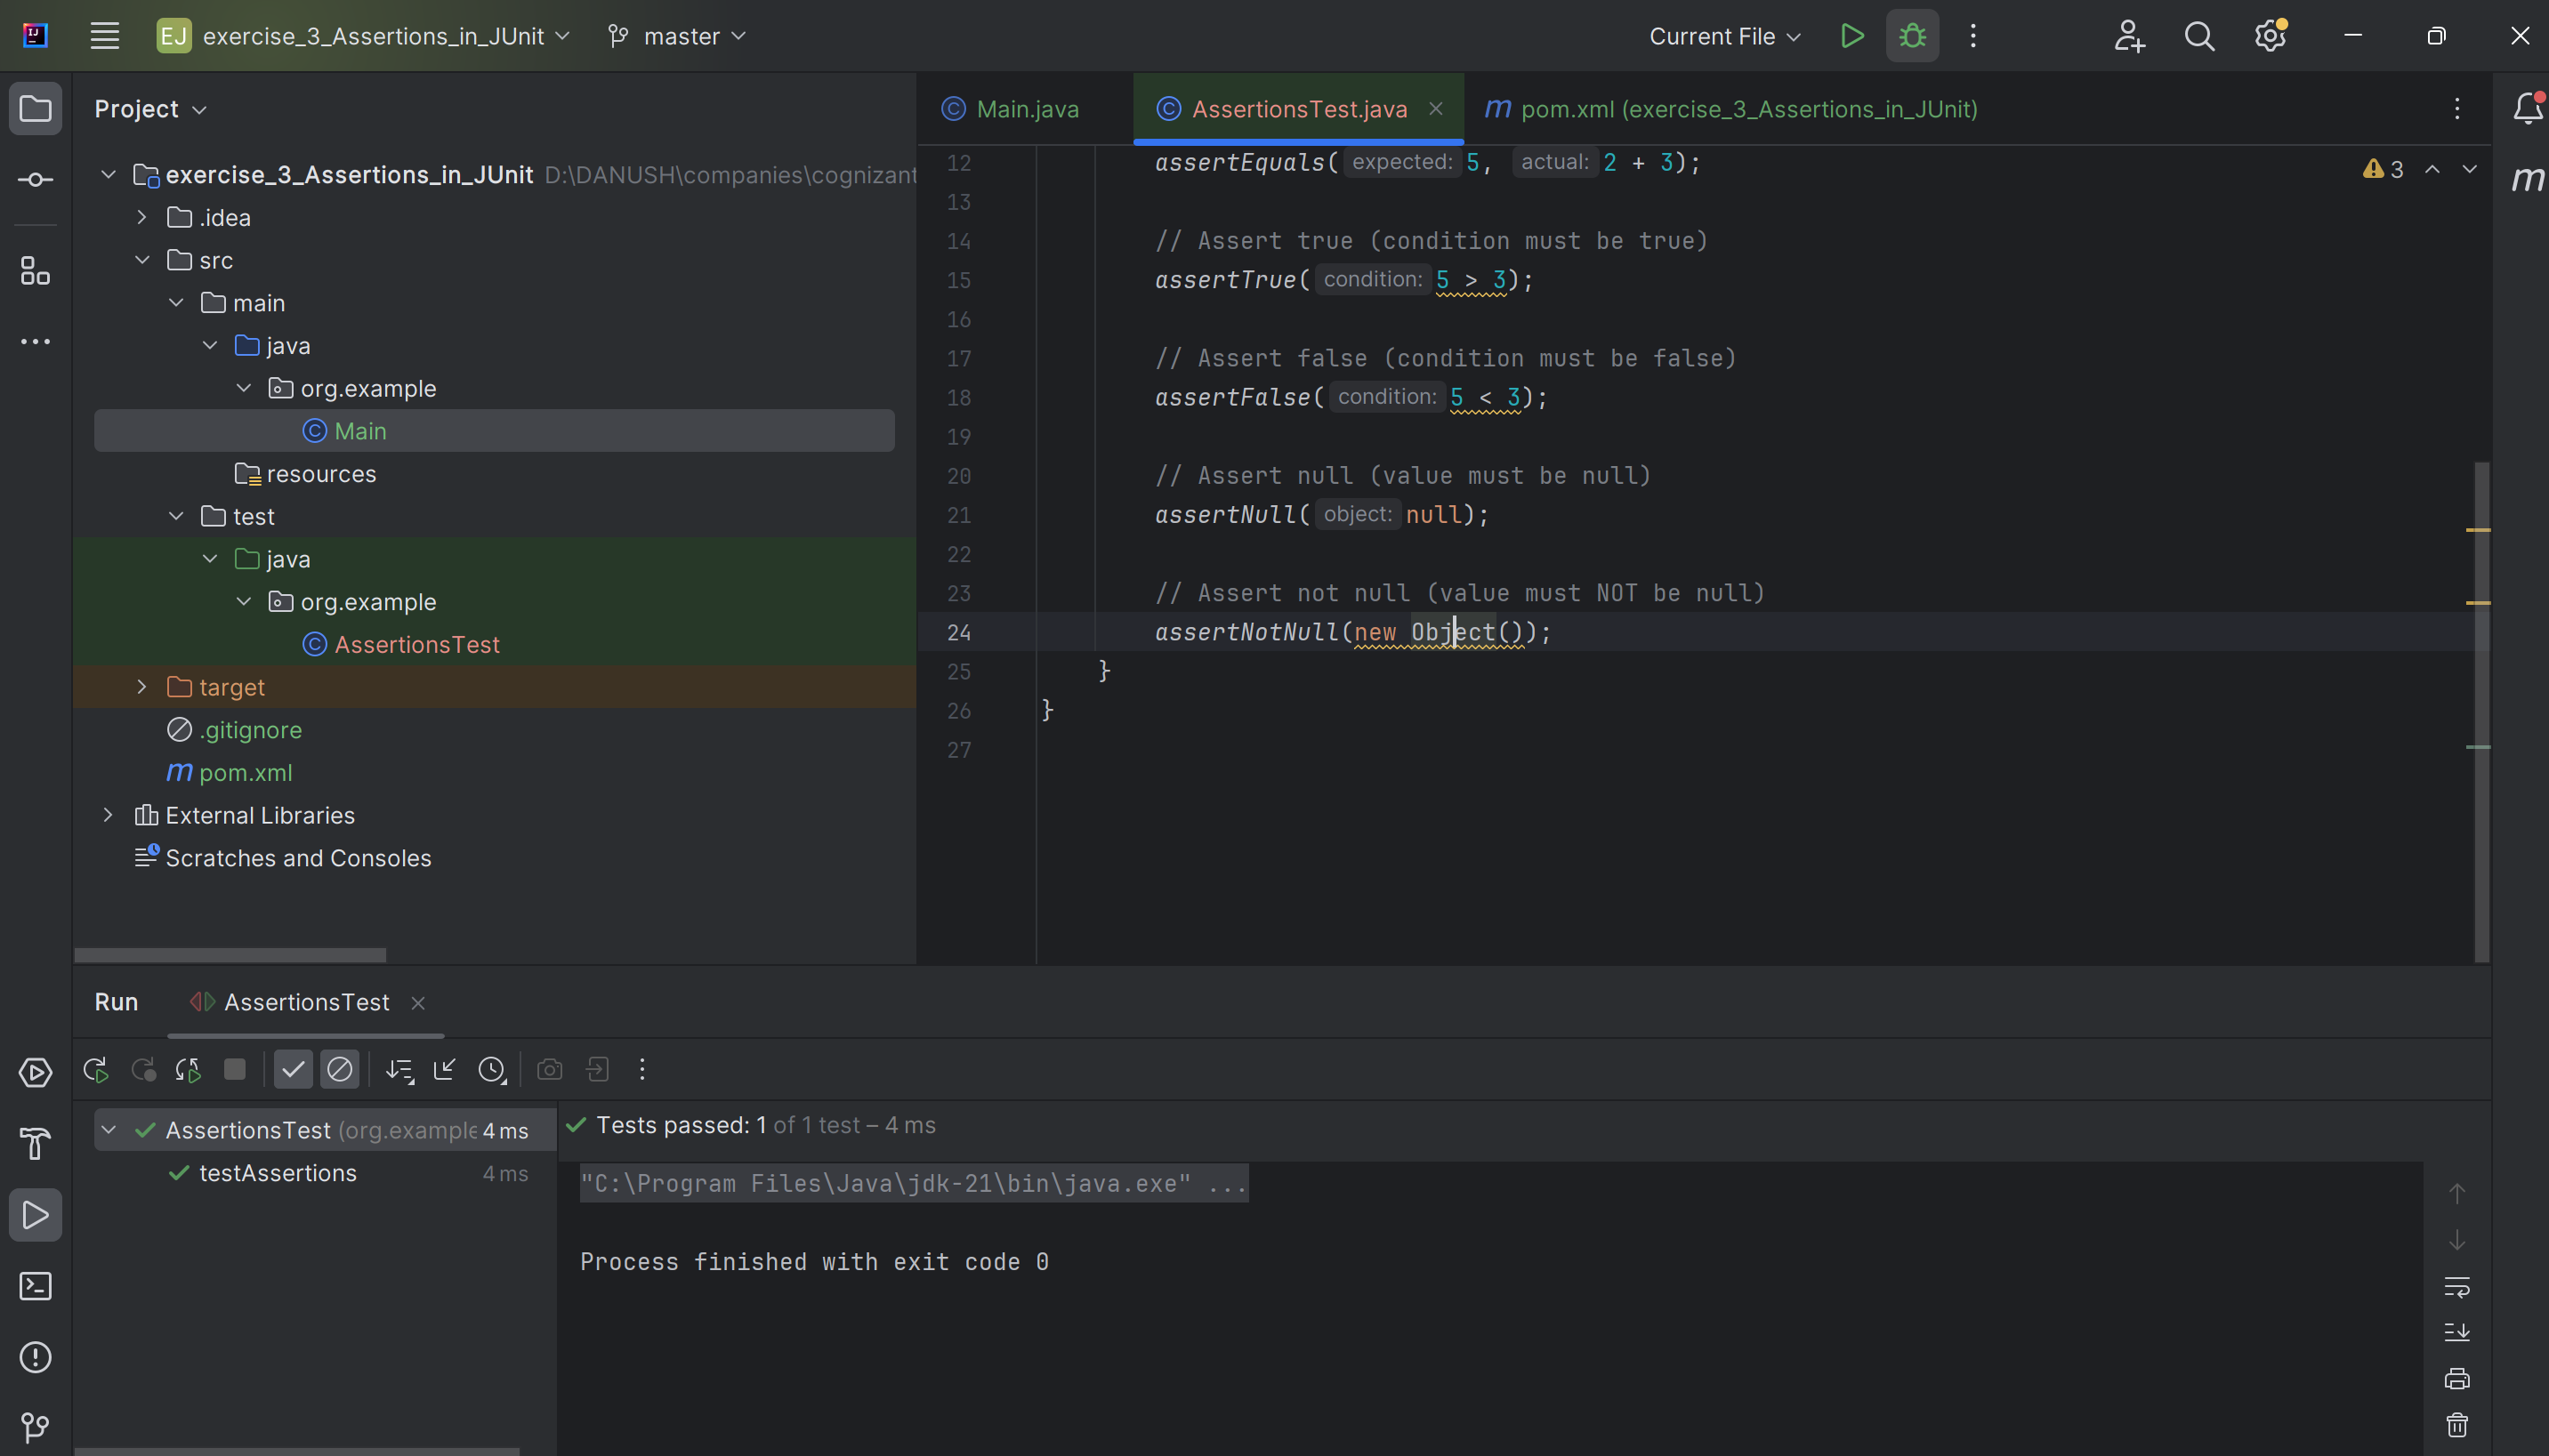 EJ exercise_3_Assertions_in_JUnit master Current File
Project
Main.java AssertionsTest.java m pom.xml (exercise_3_Assertions_in_JUnit)
exercise_3_Assertions_in_JUnit D:\DANUSH\companies\cognizant
.idea
src
main
java
org.example
Main
resources
test
java
org.example
AssertionsTest
target
.gitignore
m pom.xml
External Libraries
Scratches and Consoles
12 assertEquals( expected: 5, actual: 2 + 3);
3
m
13
14 // Assert true (condition must be true)
15 assertTrue( condition: 5 > 3);
16
17 // Assert false (condition must be false)
18 assertFalse( condition: 5 < 3);
19
20 // Assert null (value must be null)
21 assertNull( object: null);
22
23 // Assert not null (value must NOT be null)
24 assertNotNull(new Object());
25 }
26 }
27
Run AssertionsTest
AssertionsTest (org.example 4 ms
testAssertions 4 ms
Tests passed: 1 of 1 test – 4 ms
"C:\Program Files\Java\jdk-21\bin\java.exe" ...
Process finished with exit code 0